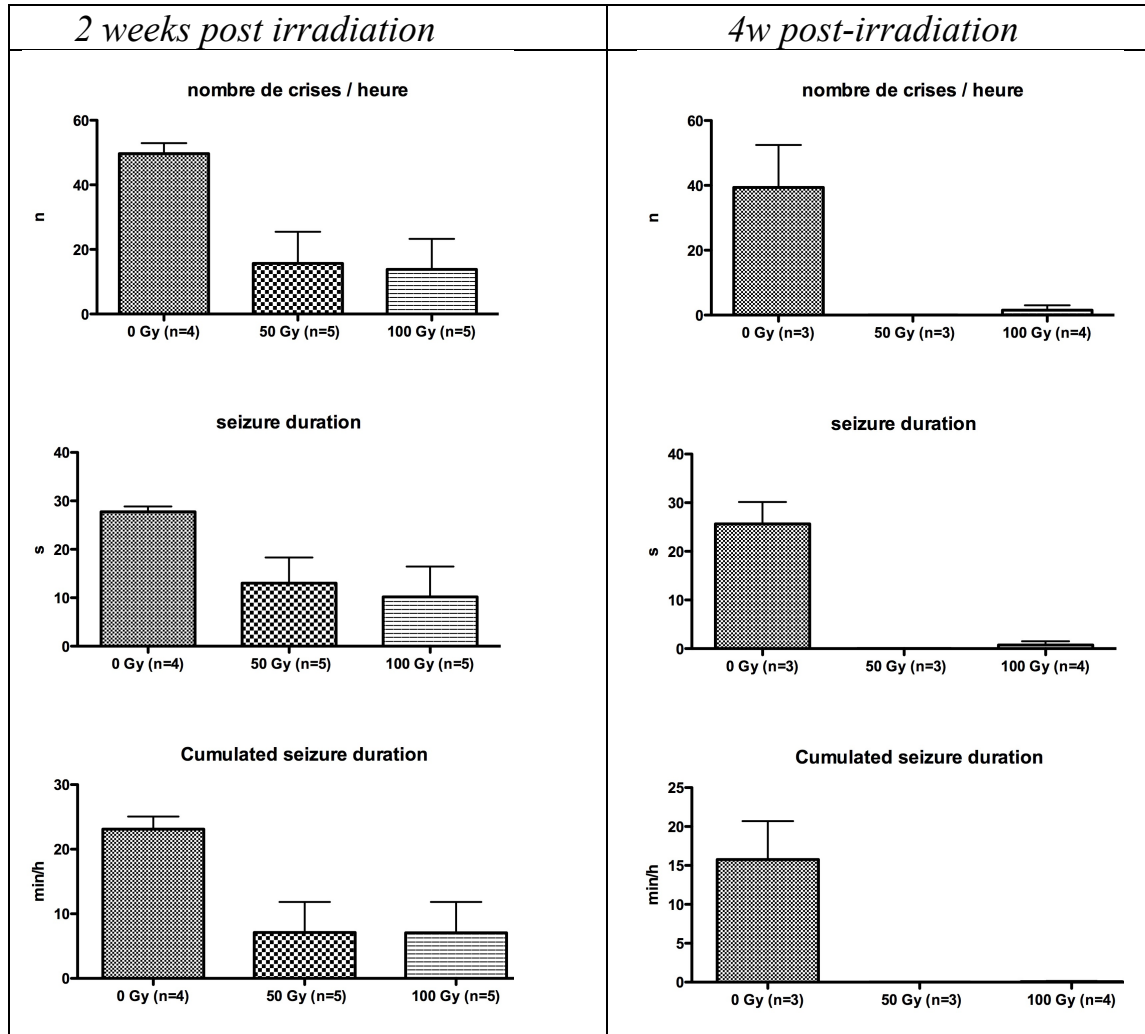 2 weeks post irradiation
nombre de crises / heure
60
40
20
0
n
0 Gy (n=4) 50 Gy (n=5) 100 Gy (n=5)
seizure duration
40
30
20
10
0
s
0 Gy (n=4) 50 Gy (n=5) 100 Gy (n=5)
Cumulated seizure duration
30
20
10
0
min/h
0 Gy (n=4) 50 Gy (n=5) 100 Gy (n=5)
4w post-irradiation
nombre de crises / heure
60
40
20
0
n
0 Gy (n=3) 50 Gy (n=3) 100 Gy (n=4)
seizure duration
40
30
20
10
0
s
0 Gy (n=3) 50 Gy (n=3) 100 Gy (n=4)
Cumulated seizure duration
25
20
15
10
5
0
min/h
0 Gy (n=3) 50 Gy (n=3) 100 Gy (n=4)